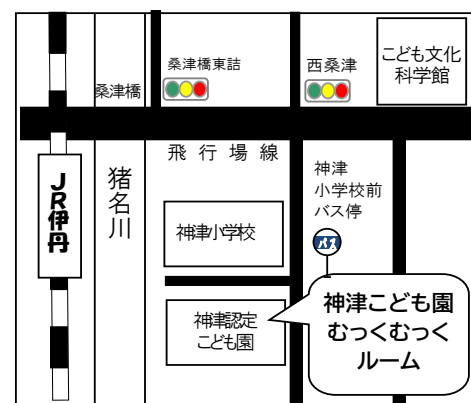 桑津橋東詰
西桑津
こども文化
科学館
桑津橋
飛行場線
JR伊丹
猪名川
神津
小学校前
バス停
神津小学校
神津認定
こども園
神津こども園
むっくむっく
ルーム